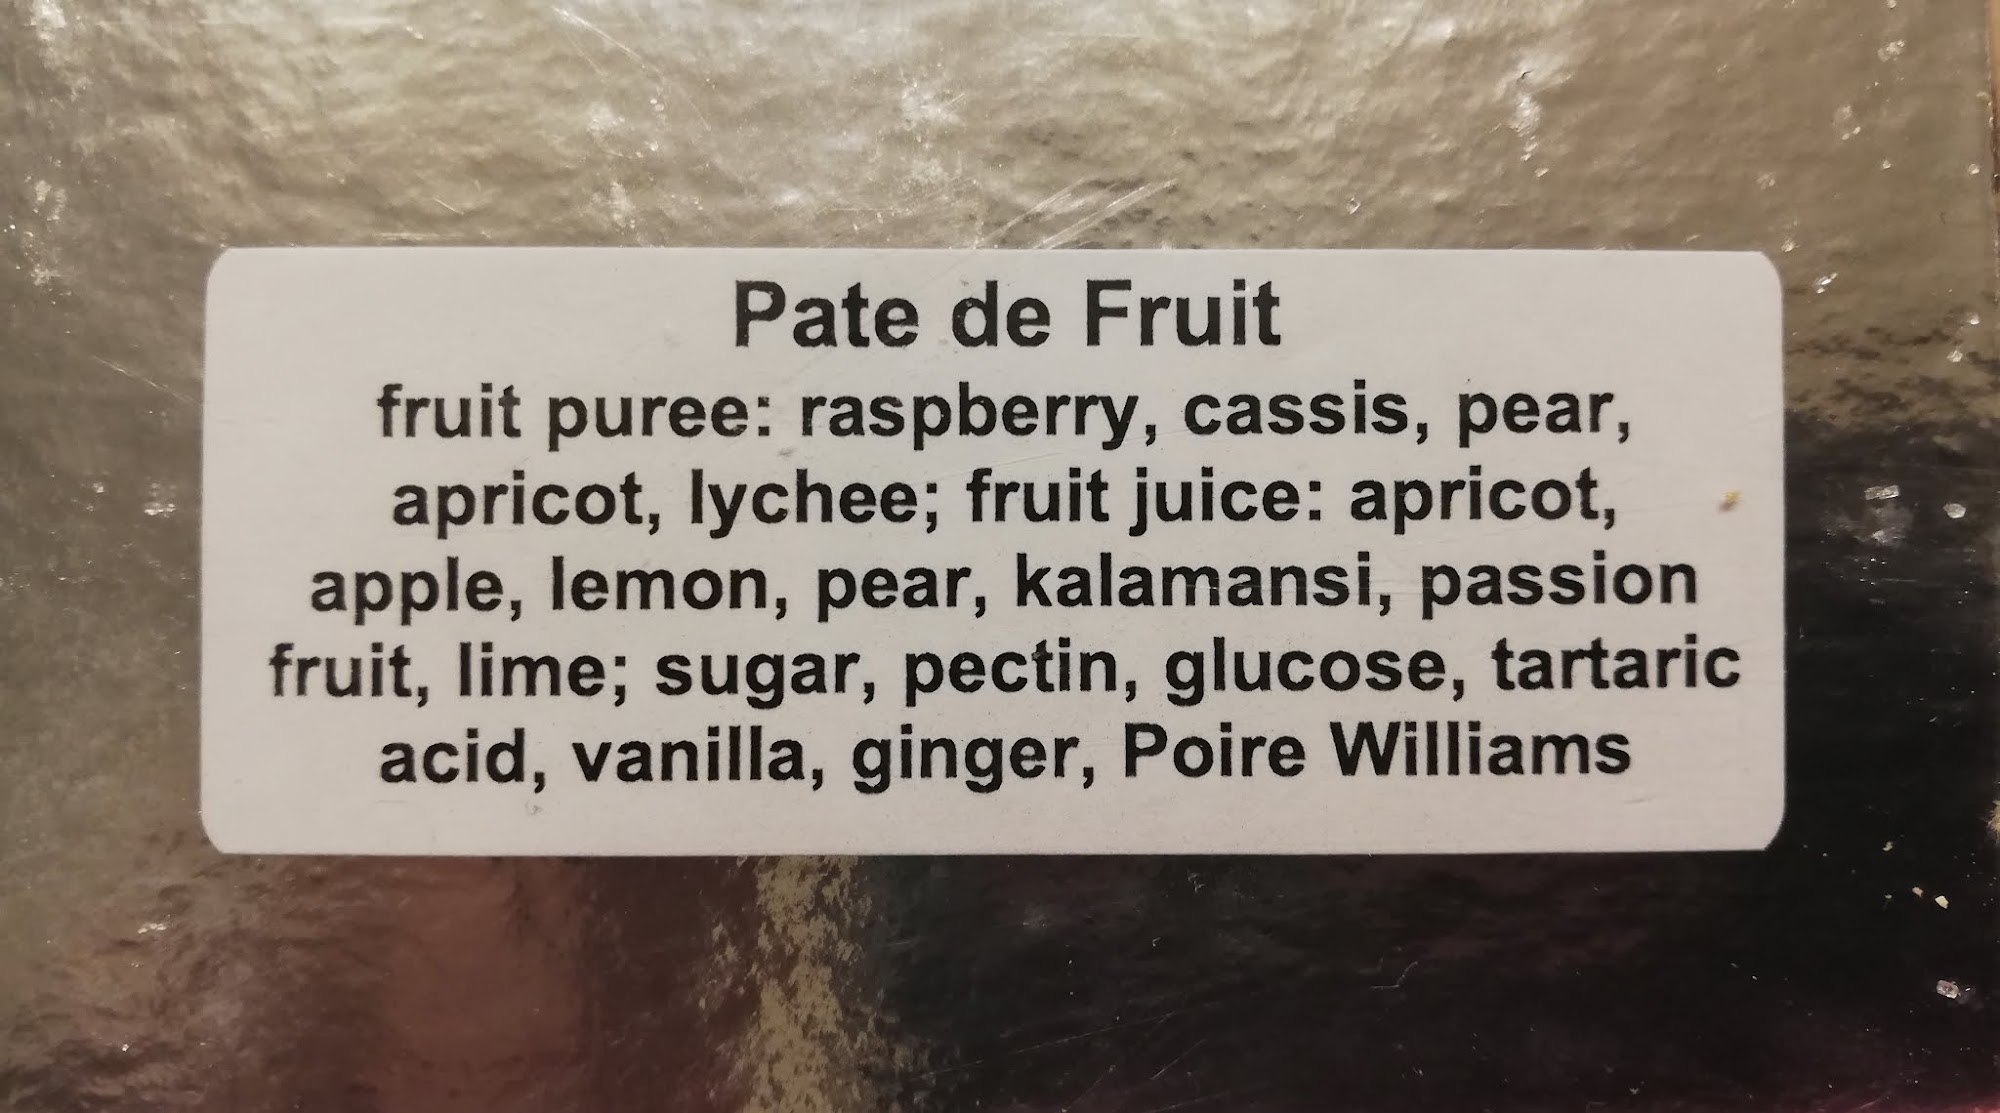 Pate de Fruit
fruit puree: raspberry, cassis, pear,
apricot, lychee; fruit juice: apricot,
apple, lemon, pear, kalamansi, passion
fruit, lime; sugar, pectin, glucose, tartaric
acid, vanilla, ginger, Poire Williams